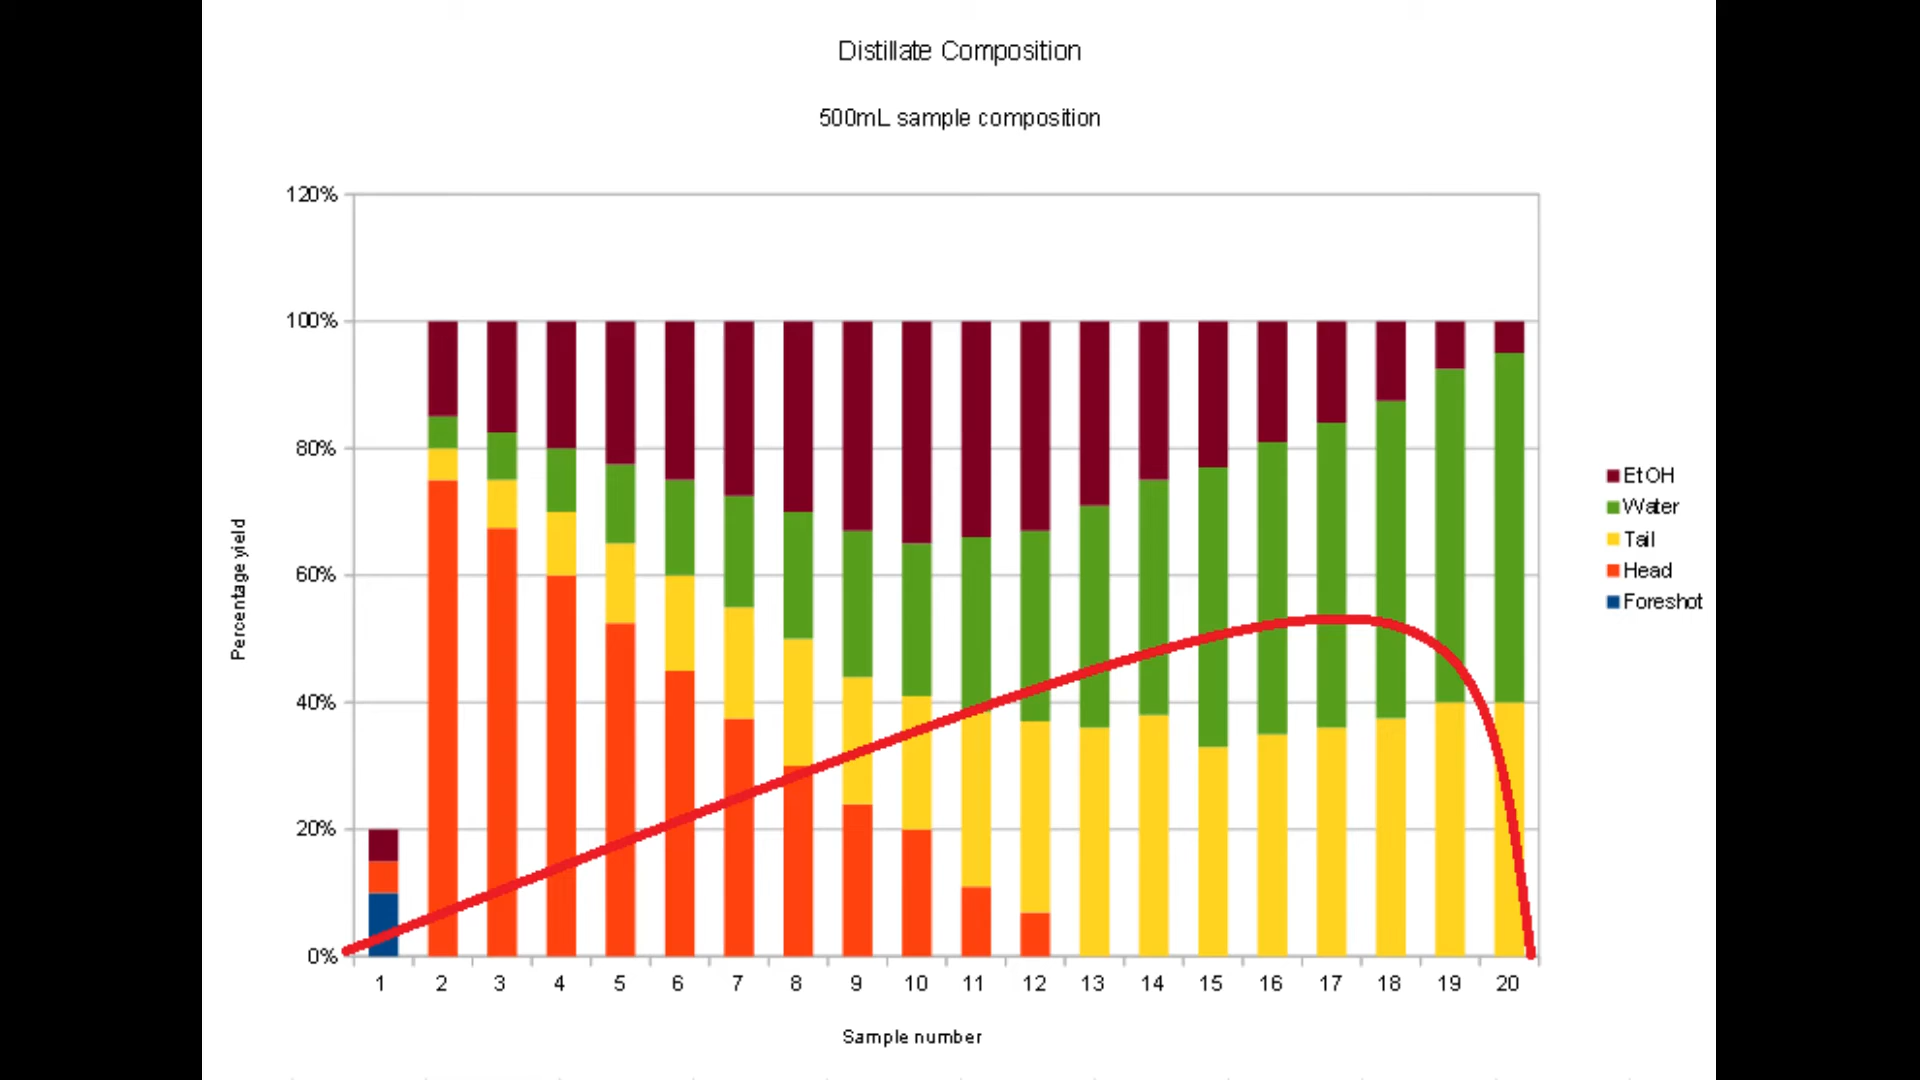 Distillate Composition
500mL sample composition
120%
100%
80%
60%
40%
20%
0%
Percentage yield
1 2 3 4 5 6 7 8 9 10 11 12 13 14 15 16 17 18 19 20
Sample number
EtOH
Water
Tail
Head
Foreshot